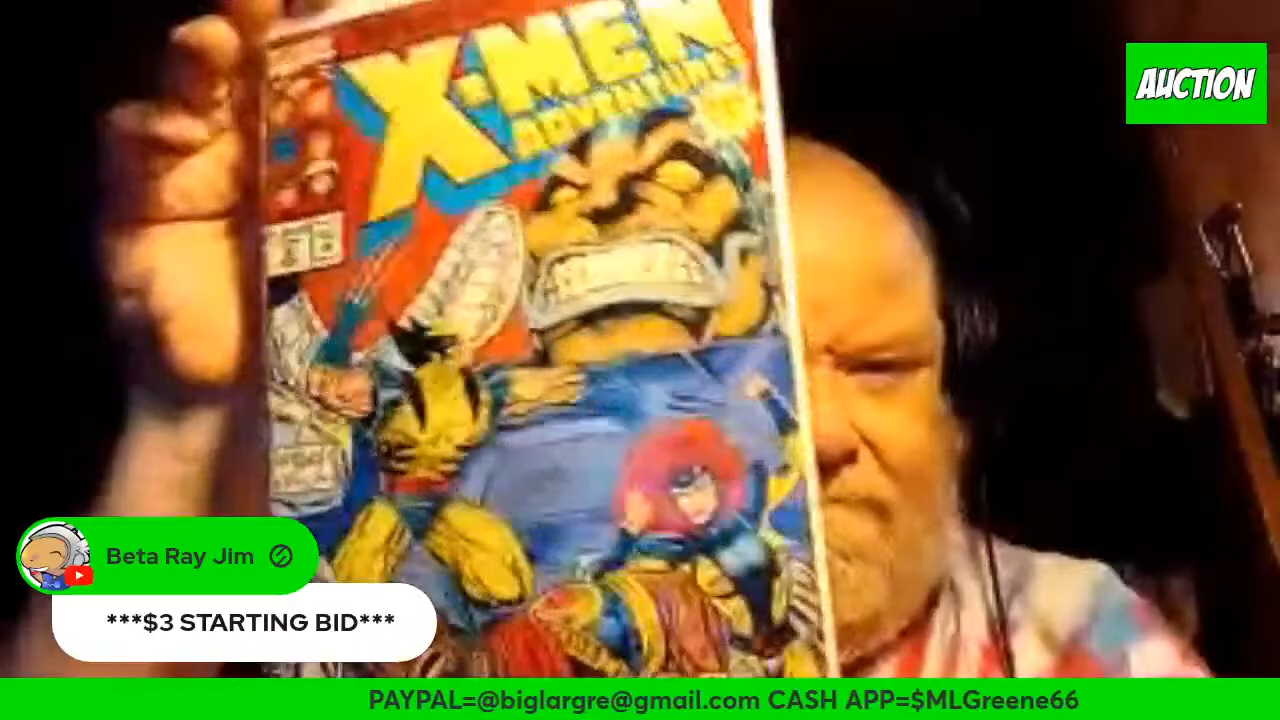 X-MEN
ADVENTURES
AUCTION
Beta Ray Jim
***$3 STARTING BID***
PAYPAL=@biglargre@gmail.com CASH APP=$MLGreene66